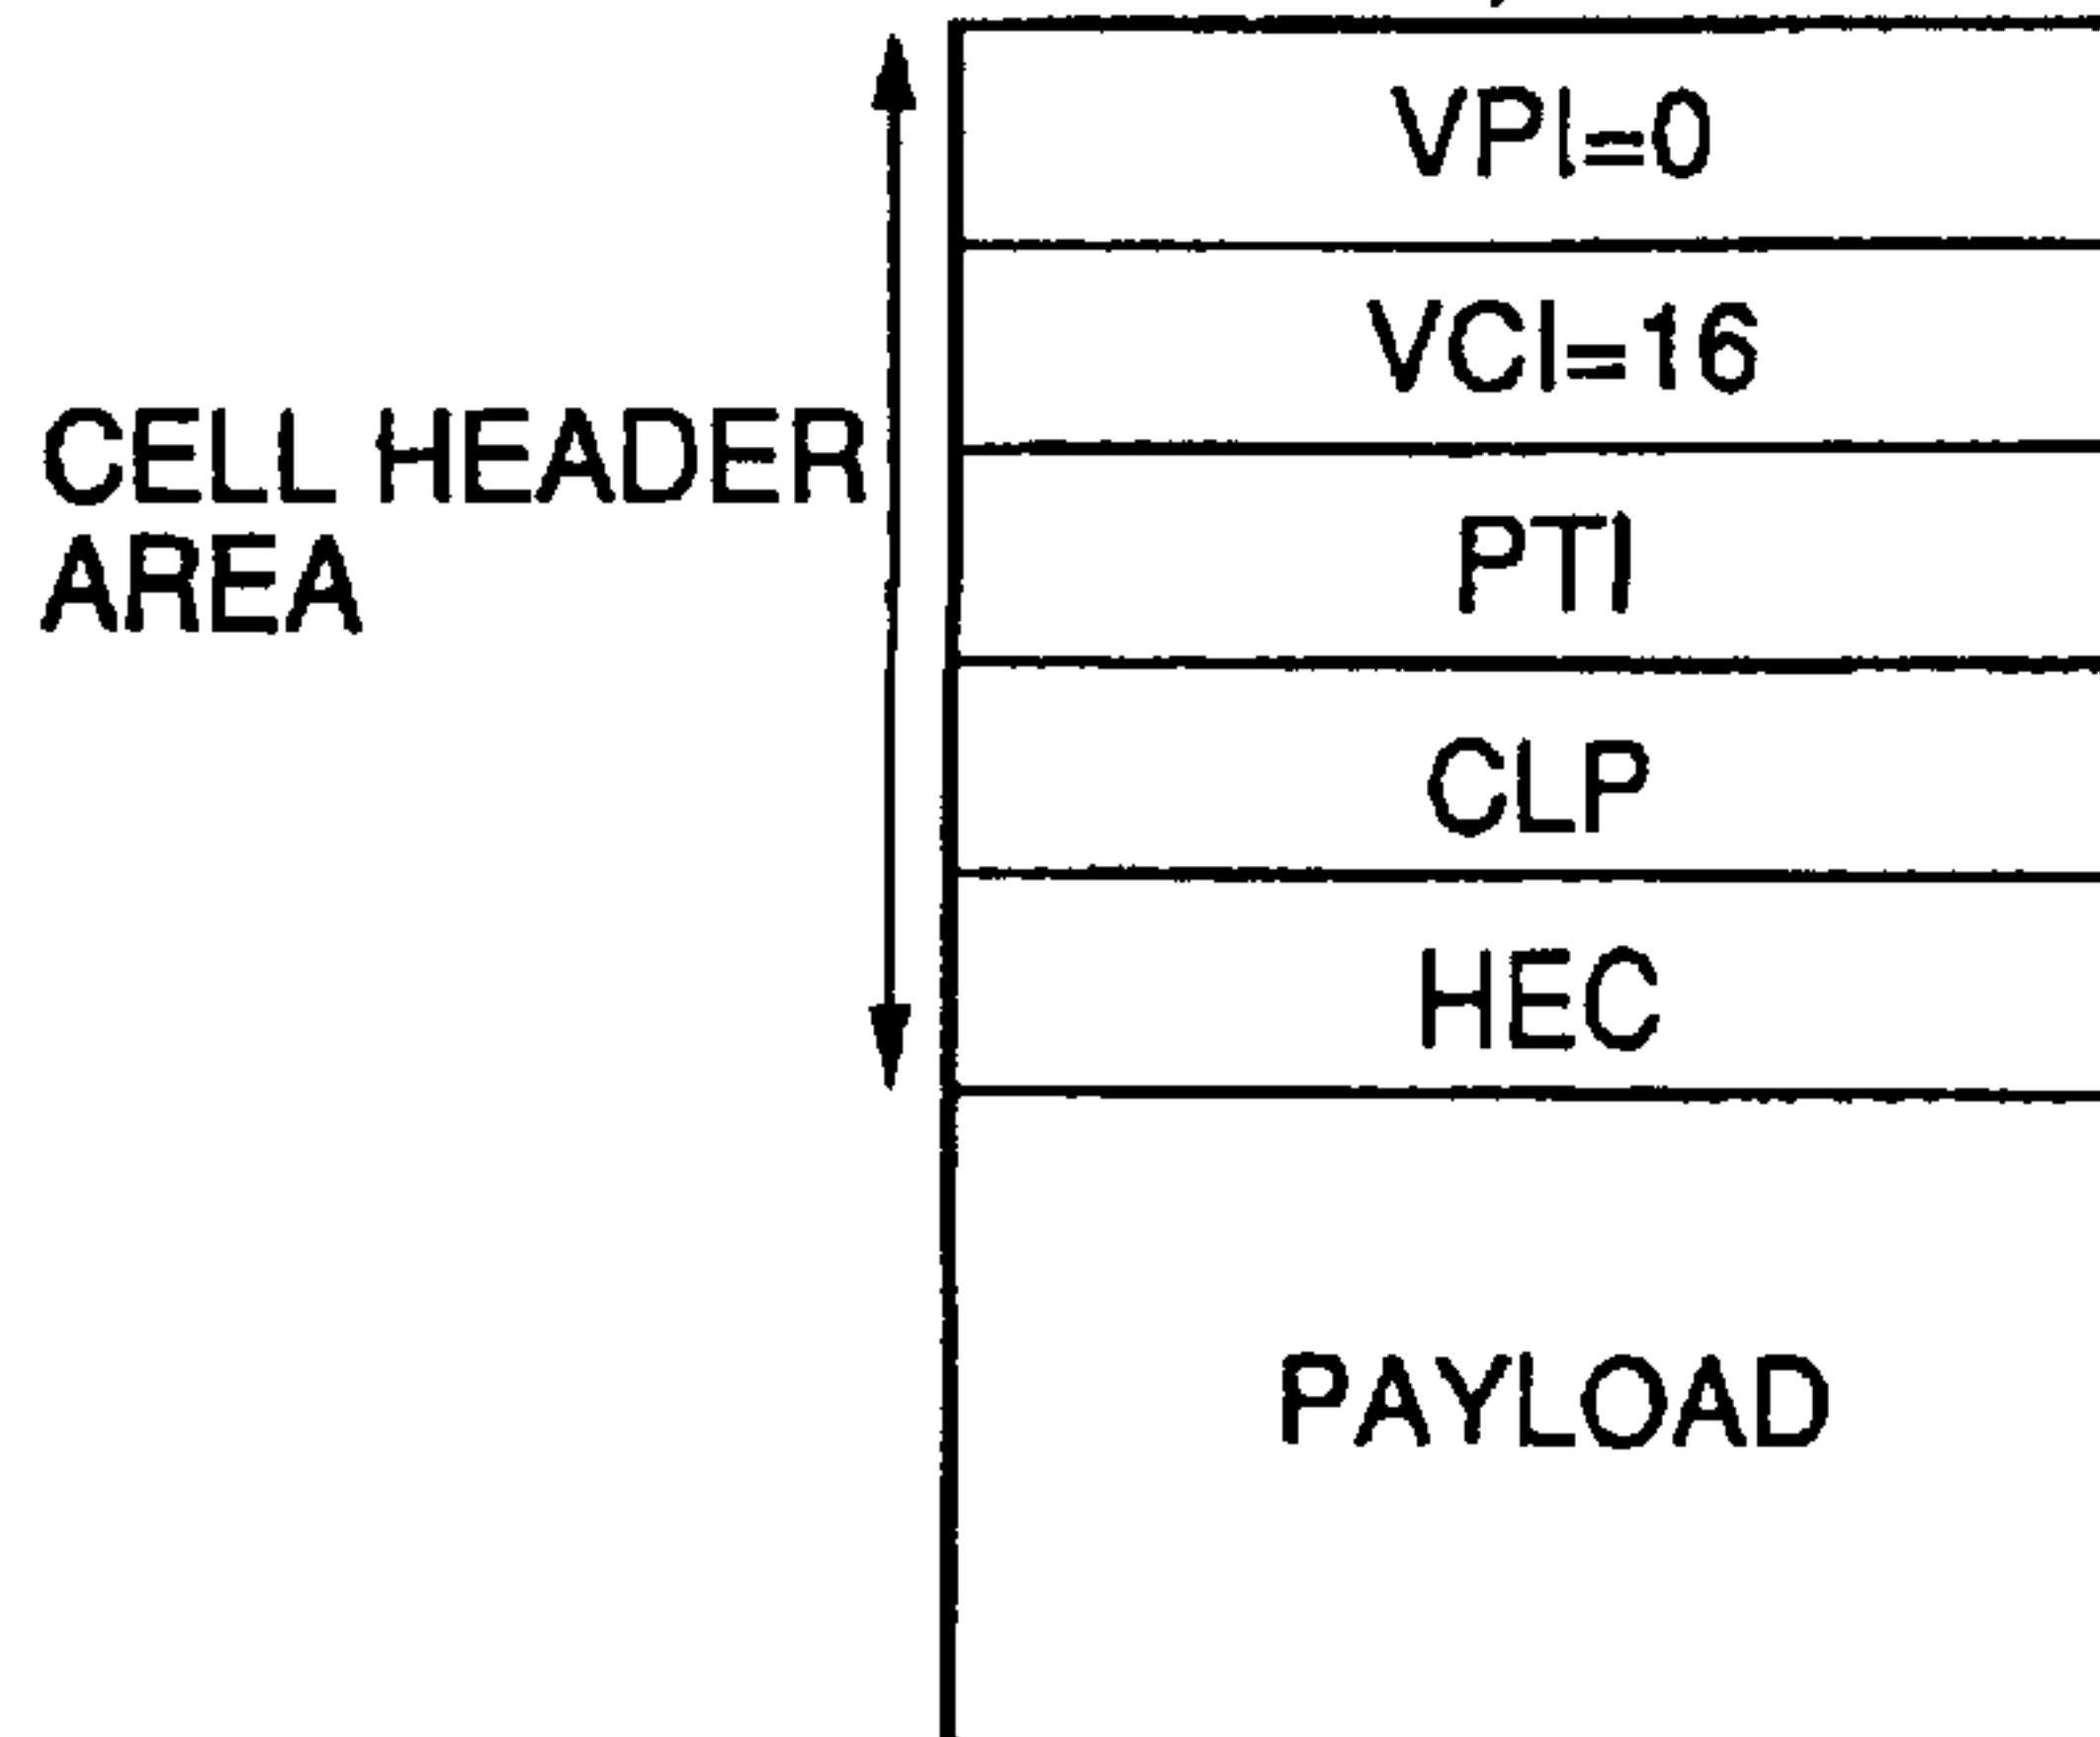 VPI=0
VCI=16
CELL HEADER
AREA
PTI
CLP
HEC
PAYLOAD